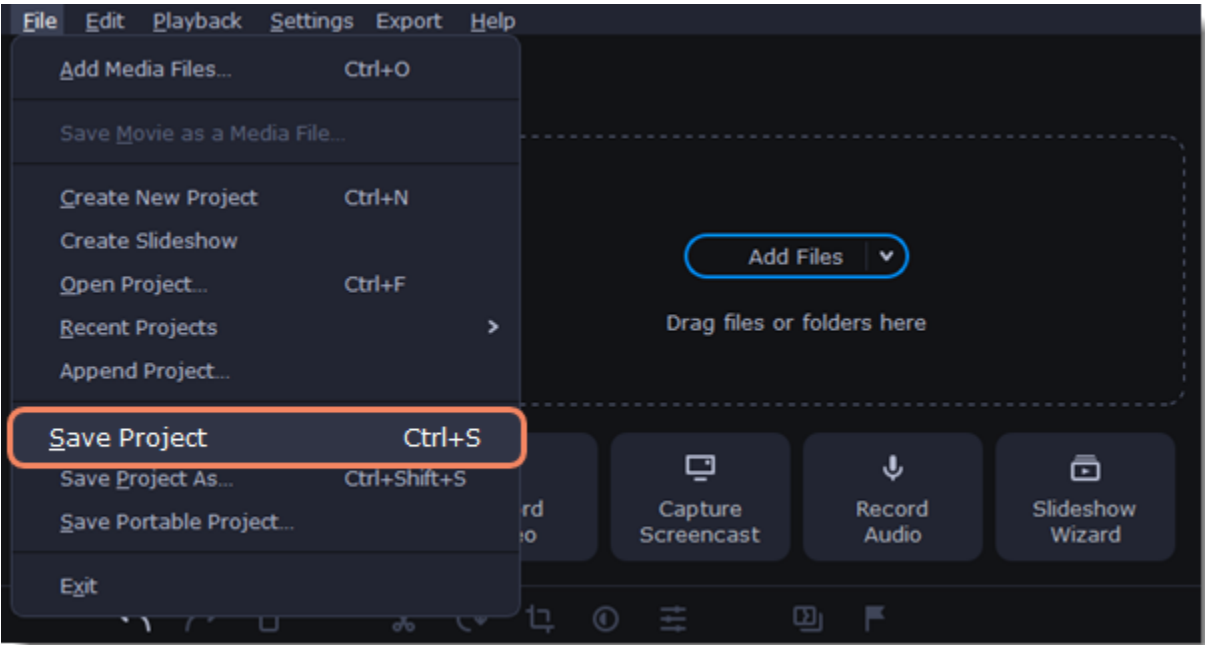 File Edit Playback Settings Export Help
Add Media Files... Ctrl+O
Save Movie as a Media File...
Create New Project Ctrl+N
Create Slideshow
Open Project... Ctrl+F
Recent Projects
Append Project...
Save Project Ctrl+S
Save Project As... Ctrl+Shift+S
Save Portable Project...
Exit
Add Files
Drag files or folders here
Capture
Screencast
Record
Audio
Slideshow
Wizard